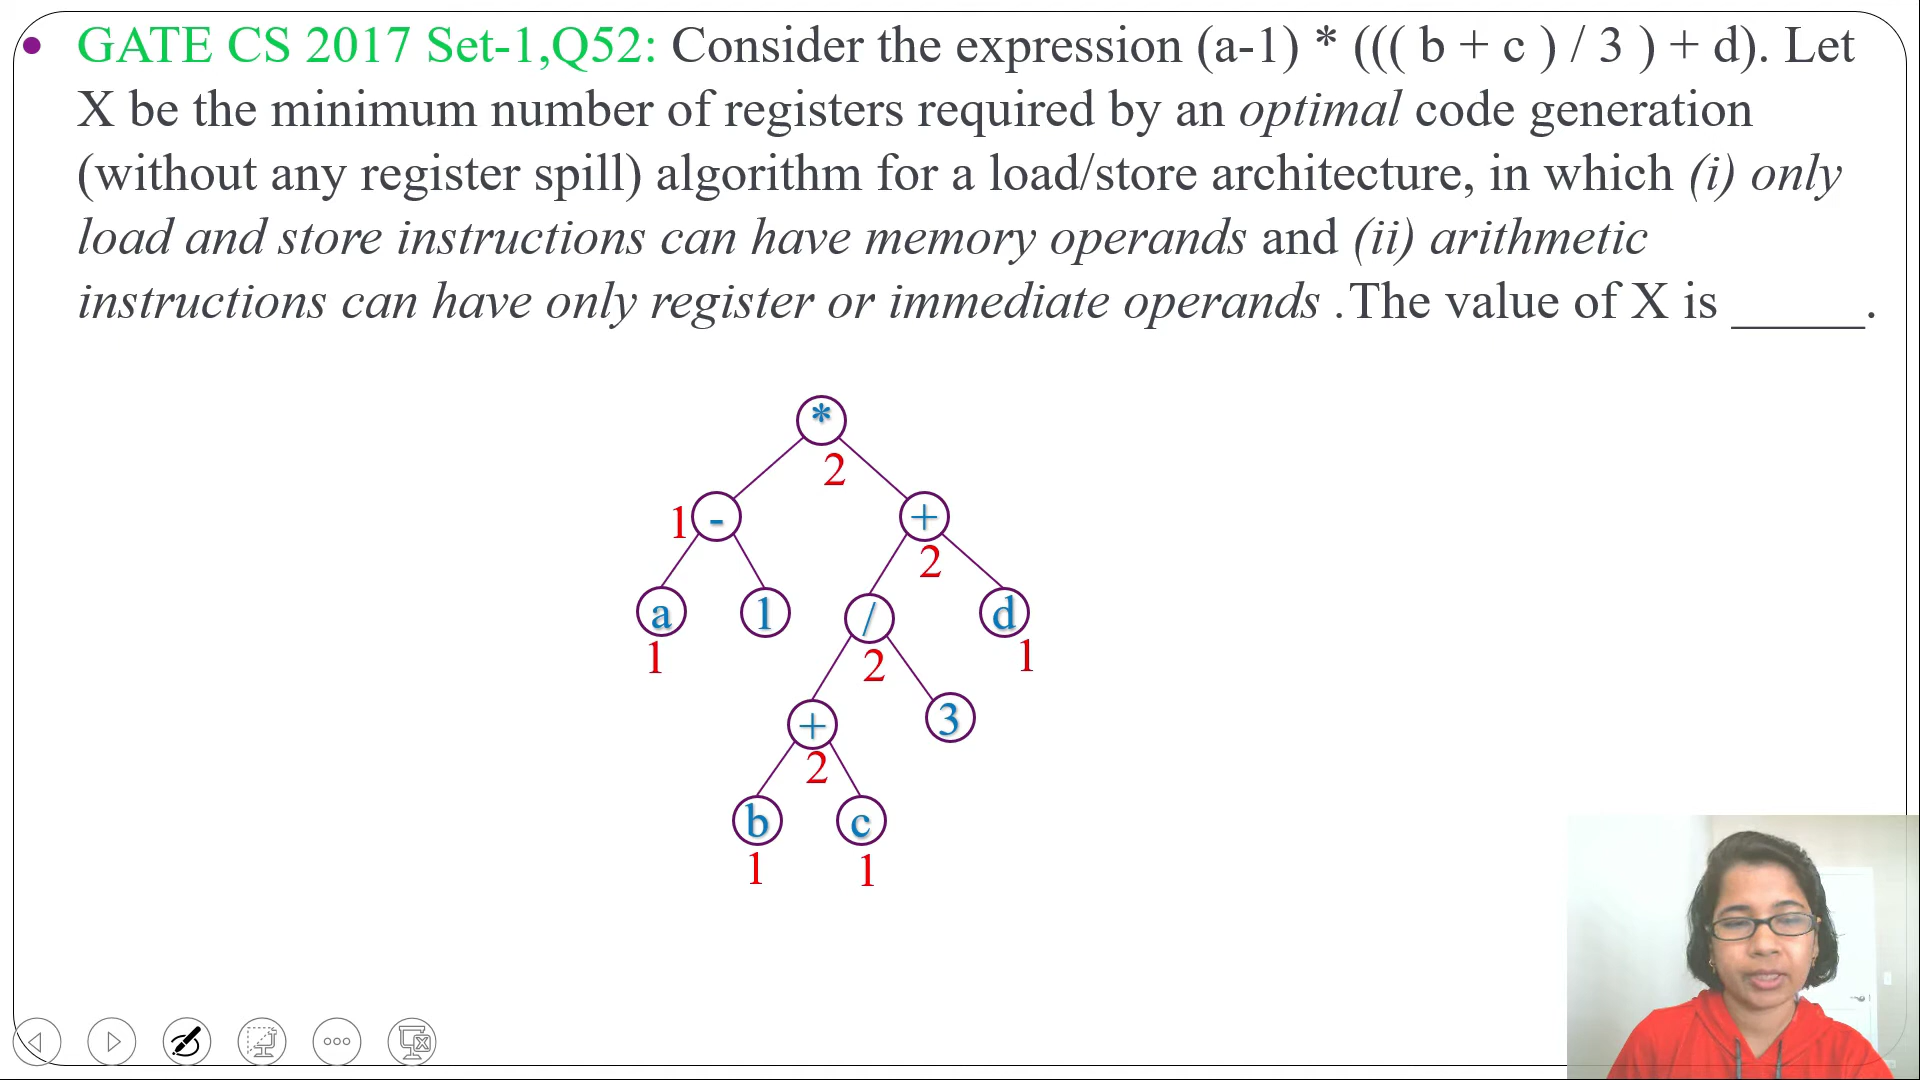 • GATE CS 2017 Set-1,Q52: Consider the expression (a-1) * ((( b + c ) / 3 ) + d). Let
X be the minimum number of registers required by an optimal code generation
(without any register spill) algorithm for a load/store architecture, in which (i) only
load and store instructions can have memory operands and (ii) arithmetic
instructions can have only register or immediate operands .The value of X is _____.
*
2
1 - +
2
a 1 / d
1 2 1
+ 3
2
b c
1 1